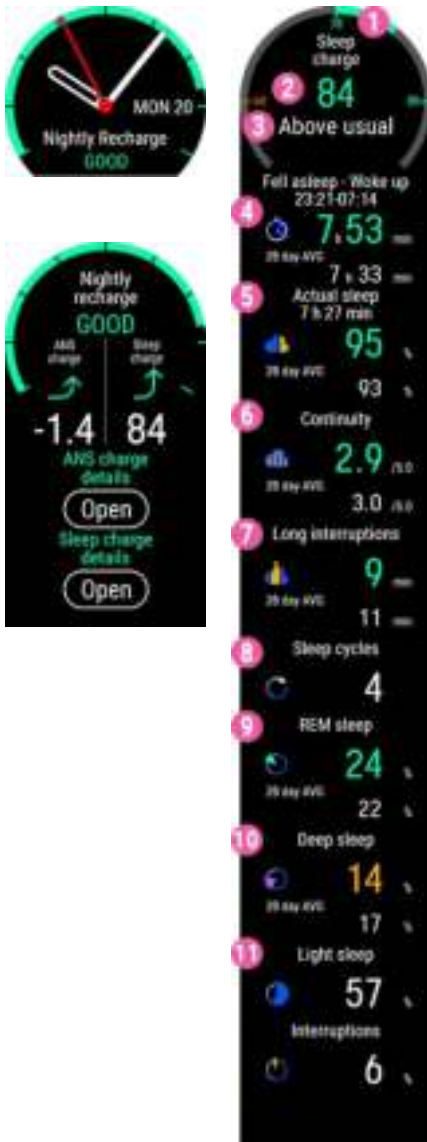 MON 20
Nightly Recharge
GOOD
Nightly
recharge
GOOD
ANS
charge
Sleep
charge
-1.4
84
ANS charge
details
Open
Sleep charge
details
Open
1
Sleep
charge
2
84
3
Above usual
Fell asleep - Woke up
23:21-07:14
4
7h 53 min
28 day AVG
7 h 33 min
5
Actual sleep
7 h 27 min
95 %
28 day AVG
93 %
6
Continuity
2.9 /5.0
28 day AVG
3.0 /5.0
7
Long interruptions
9 min
28 day AVG
11 min
8
Sleep cycles
4
9
REM sleep
24 %
28 day AVG
22 %
10
Deep sleep
14 %
28 day AVG
17 %
11
Light sleep
57 %
Interruptions
6 %